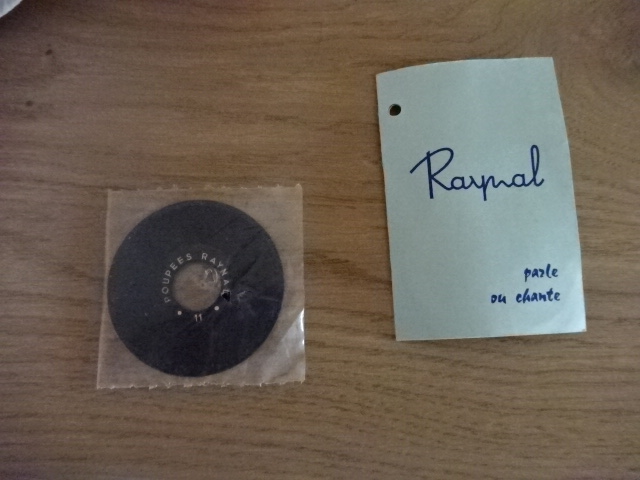 POUPEES RAYNAL
• 11 •
Raynal
parle
ou chante